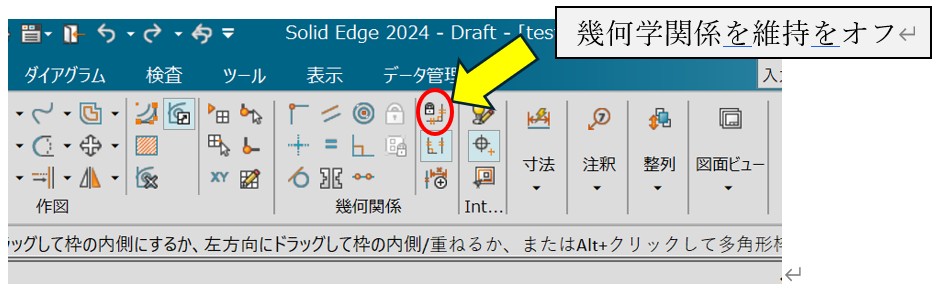 Solid Edge 2024 - Draft - [tes
幾何学関係を維持をオフ↵
ダイアグラム 検査 ツール 表示 データ管理
XY
寸法 注釈 整列 図面ビュー
作図 幾何関係 Int...
ラッグして枠の内側にするか、左方向にドラッグして枠の内側/重ねるか、またはAlt+クリックして多角形
↵